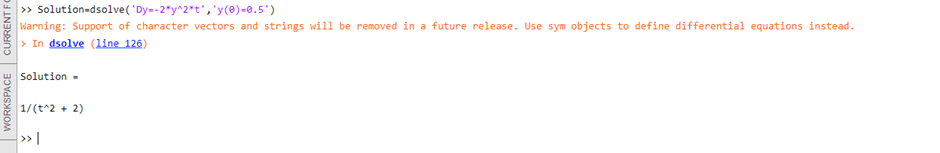 >> Solution=dsolve('Dy=-2*y^2*t','y(0)=0.5')
Warning: Support of character vectors and strings will be removed in a future release. Use sym objects to define differential equations instead.
> In dsolve (line 126)
Solution =
1/(t^2 + 2)
>>
CURRENT F
WORKSPACE